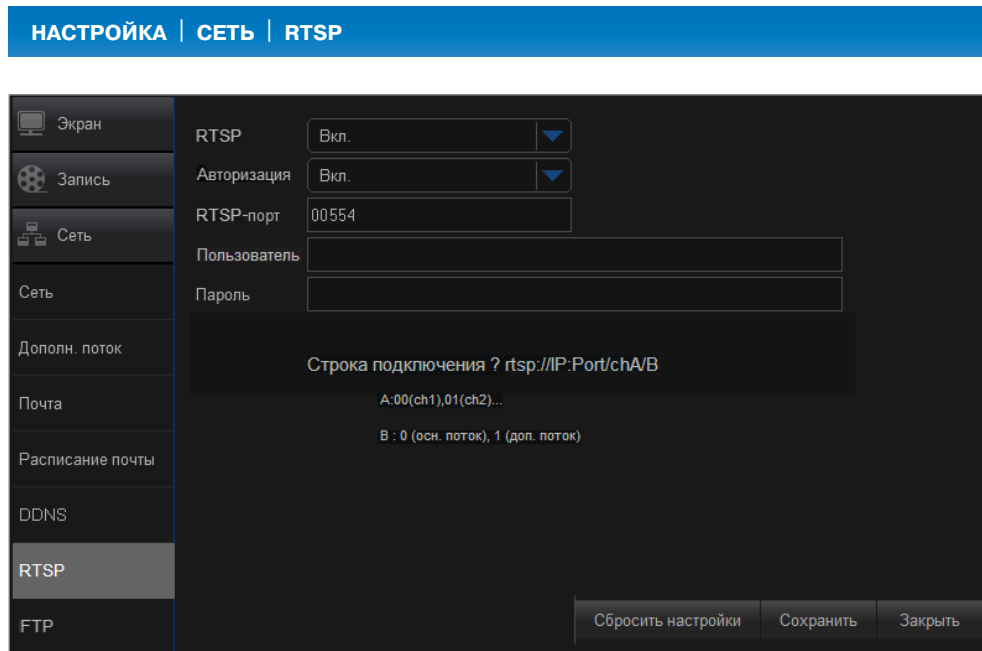 НАСТРОЙКА | СЕТЬ | RTSP
Экран
Запись
Сеть
Сеть
Дополн. поток
Почта
Расписание почты
DDNS
RTSP
FTP
RTSP Вкл.
Авторизация Вкл.
RTSP-порт 00554
Пользователь
Пароль
Строка подключения ? rtsp://IP:Port/chA/B
A:00(ch1),01(ch2)...
B : 0 (осн. поток), 1 (доп. поток)
Сбросить настройки Сохранить Закрыть